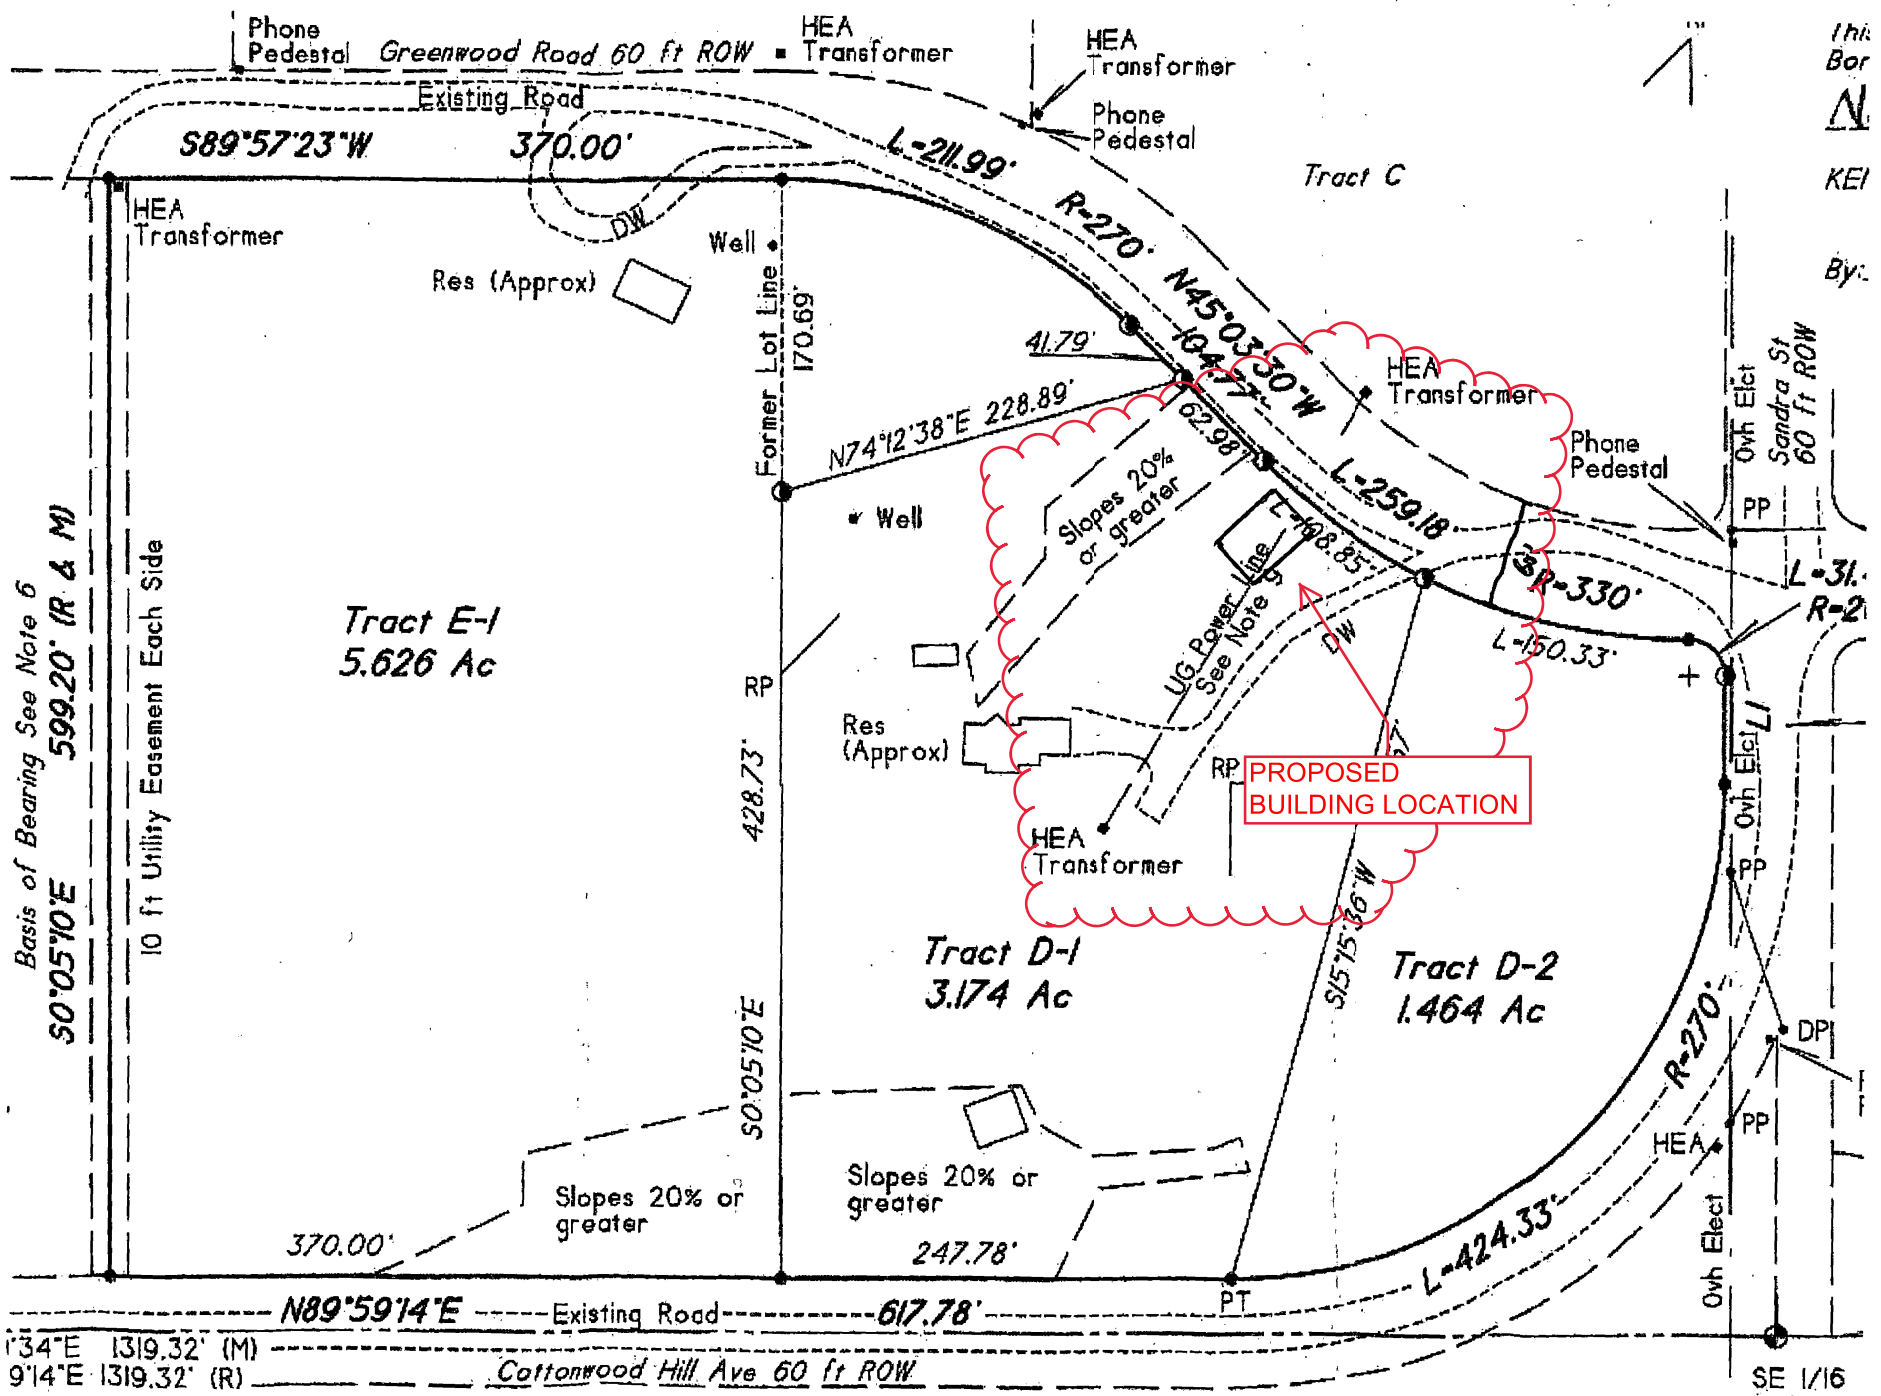 Phone
Pedestal
Greenwood Road 60 ft ROW
HEA
Transformer
HEA
Transformer
Existing Road
Phone
Pedestal
S89°57'23"W
370.00'
L=211.99'
Tract C
R=270'
HEA
Transformer
DW
Well
Res (Approx)
Former Lot Line
170.69'
N45°03'30"W
104.77'
41.79'
HEA
Transformer
N74°12'38"E 228.89'
62.98'
Slopes 20%
or greater
L=259.18'
Phone
Pedestal
Ovh Elct
Sandra St
60 ft ROW
PP
Well
L=108.85'
R=330'
L=31.
L=150.33'
UG Power Line
See Note 9
DW
Basis of Bearing See Note 6
S0°05'10"E 599.20' (R & M)
10 ft Utility Easement Each Side
Tract E-1
5.626 Ac
RP
Res
(Approx)
428.73'
RP
PROPOSED
BUILDING LOCATION
L1
Ovh Elct
PP
HEA
Transformer
S15°15'36"W
Tract D-1
3.174 Ac
Tract D-2
1.464 Ac
R=270'
DP
S0°05'10"E
PP
HEA
Slopes 20% or
greater
Slopes 20% or
greater
Ovh Elect
370.00'
247.78'
L=424.33'
PT
N89°59'14"E
Existing Road
617.78'
'34"E 1319.32' (M)
9'14"E 1319.32' (R)
Cottonwood Hill Ave 60 ft ROW
SE 1/16